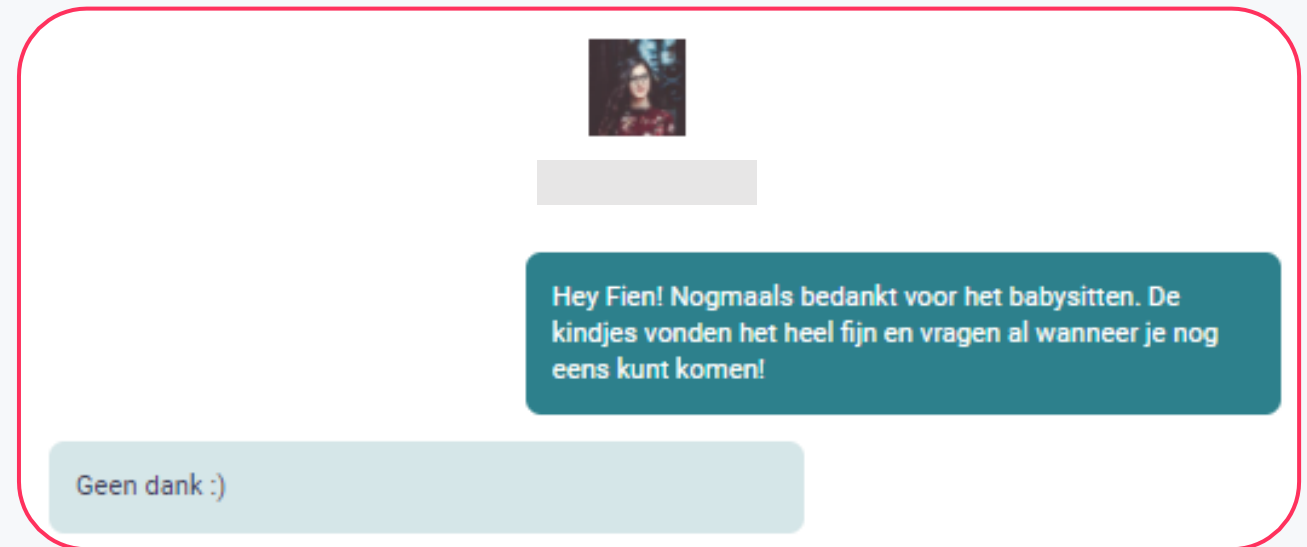 Hey Fien! Nogmaals bedankt voor het babysitten. De
kindjes vonden het heel fijn en vragen al wanneer je nog
eens kunt komen!
Geen dank :)